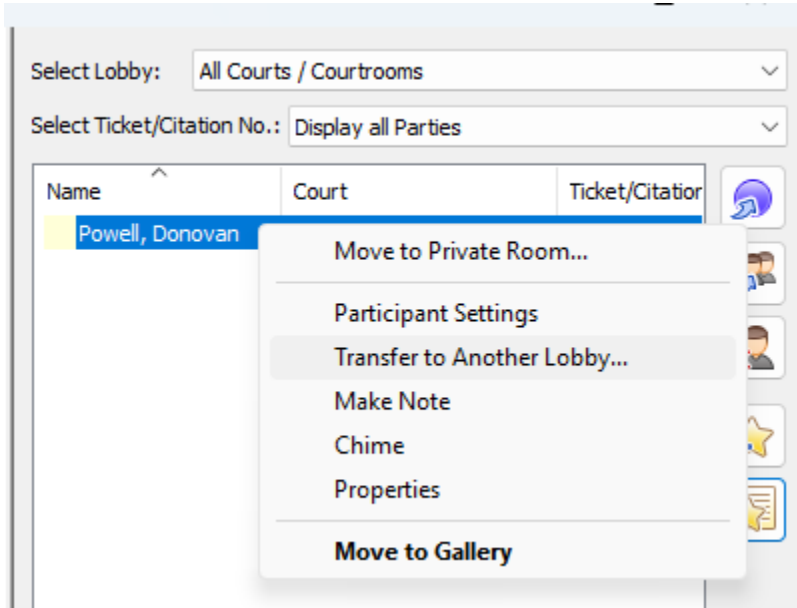 Select Lobby: All Courts / Courtrooms
Select Ticket/Citation No.: Display all Parties
Name Court Ticket/Citation
Powell, Donovan
Move to Private Room...
Participant Settings
Transfer to Another Lobby...
Make Note
Chime
Properties
Move to Gallery